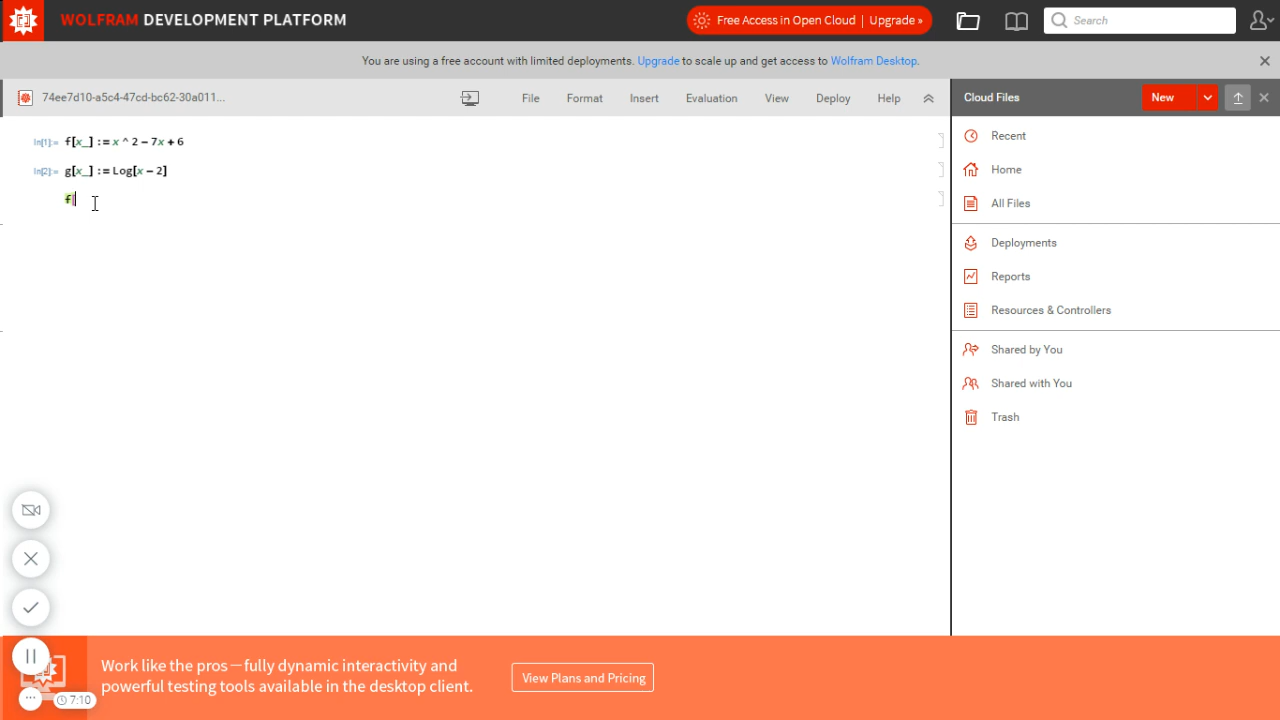 WOLFRAM DEVELOPMENT PLATFORM
Free Access in Open Cloud | Upgrade »
Search
You are using a free account with limited deployments. Upgrade to scale up and get access to Wolfram Desktop.
74ee7d10-a5c4-47cd-bc62-30a011...
File Format Insert Evaluation View Deploy Help
In[1]:= f[x_] := x ^ 2 - 7x + 6
In[2]:= g[x_] := Log[x - 2]
f[
Cloud Files
New
Recent
Home
All Files
Deployments
Reports
Resources & Controllers
Shared by You
Shared with You
Trash
Work like the pros—fully dynamic interactivity and
powerful testing tools available in the desktop client.
View Plans and Pricing
7:10